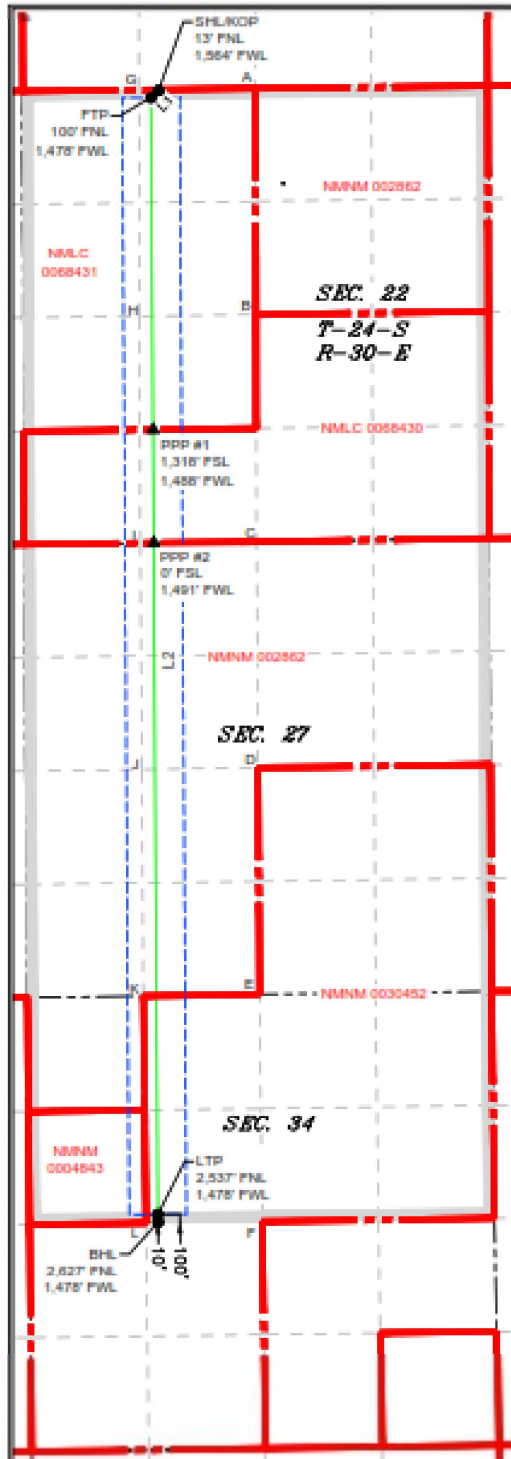 SHL/KOP
13' FNL
1,564' FWL
G
A
FTP
100' FNL
1,478' FWL
NMNM 002862
NMLC
0068431
SEC. 22
H
B
T-24-S
R-30-E
NMLC 0068430
PPP #1
1,318' FSL
1,488' FWL
I
C
PPP #2
0' FSL
1,491' FWL
L2
NMNM 002862
SEC. 27
J
D
K
E
NMNM 0030452
SEC. 34
NMNM
0004843
LTP
2,537' FNL
1,478' FWL
L
F
BHL
2,627' FNL
1,478' FWL
10'
100'